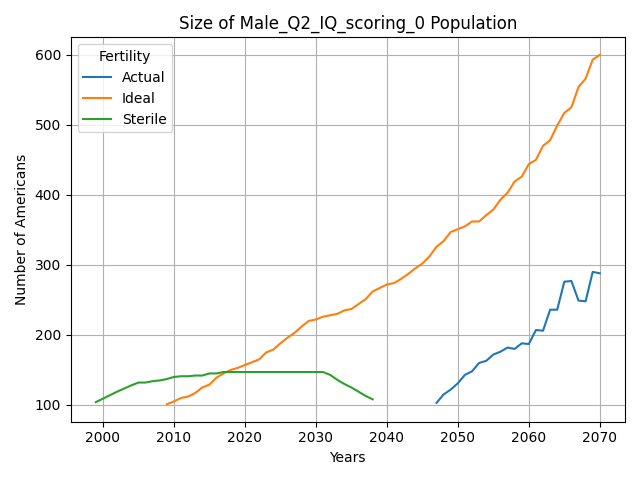 Size of Male_Q2_IQ_scoring_0 Population
Fertility
Actual
Ideal
Sterile
Number of Americans
600
500
400
300
200
100
2000 2010 2020 2030 2040 2050 2060 2070
Years